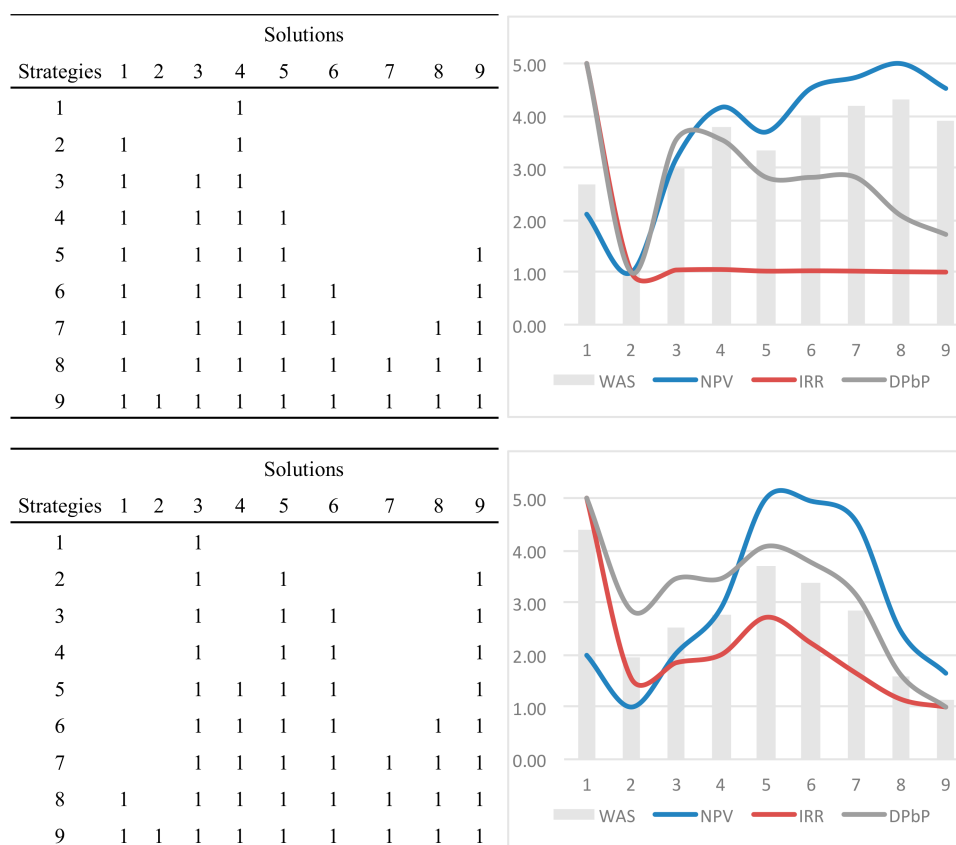 Solutions
Strategies 1 2 3 4 5 6 7 8 9
1 1
2 1 1
3 1 1 1
4 1 1 1 1
5 1 1 1 1 1
6 1 1 1 1 1 1
7 1 1 1 1 1 1 1
8 1 1 1 1 1 1 1 1
9 1 1 1 1 1 1 1 1 1
5.00
4.00
3.00
2.00
1.00
0.00
1 2 3 4 5 6 7 8 9
WAS NPV IRR DPbP
Solutions
Strategies 1 2 3 4 5 6 7 8 9
1 1
2 1 1 1
3 1 1 1 1
4 1 1 1 1
5 1 1 1 1 1
6 1 1 1 1 1 1
7 1 1 1 1 1 1 1
8 1 1 1 1 1 1 1 1
9 1 1 1 1 1 1 1 1 1
5.00
4.00
3.00
2.00
1.00
0.00
1 2 3 4 5 6 7 8 9
WAS NPV IRR DPbP